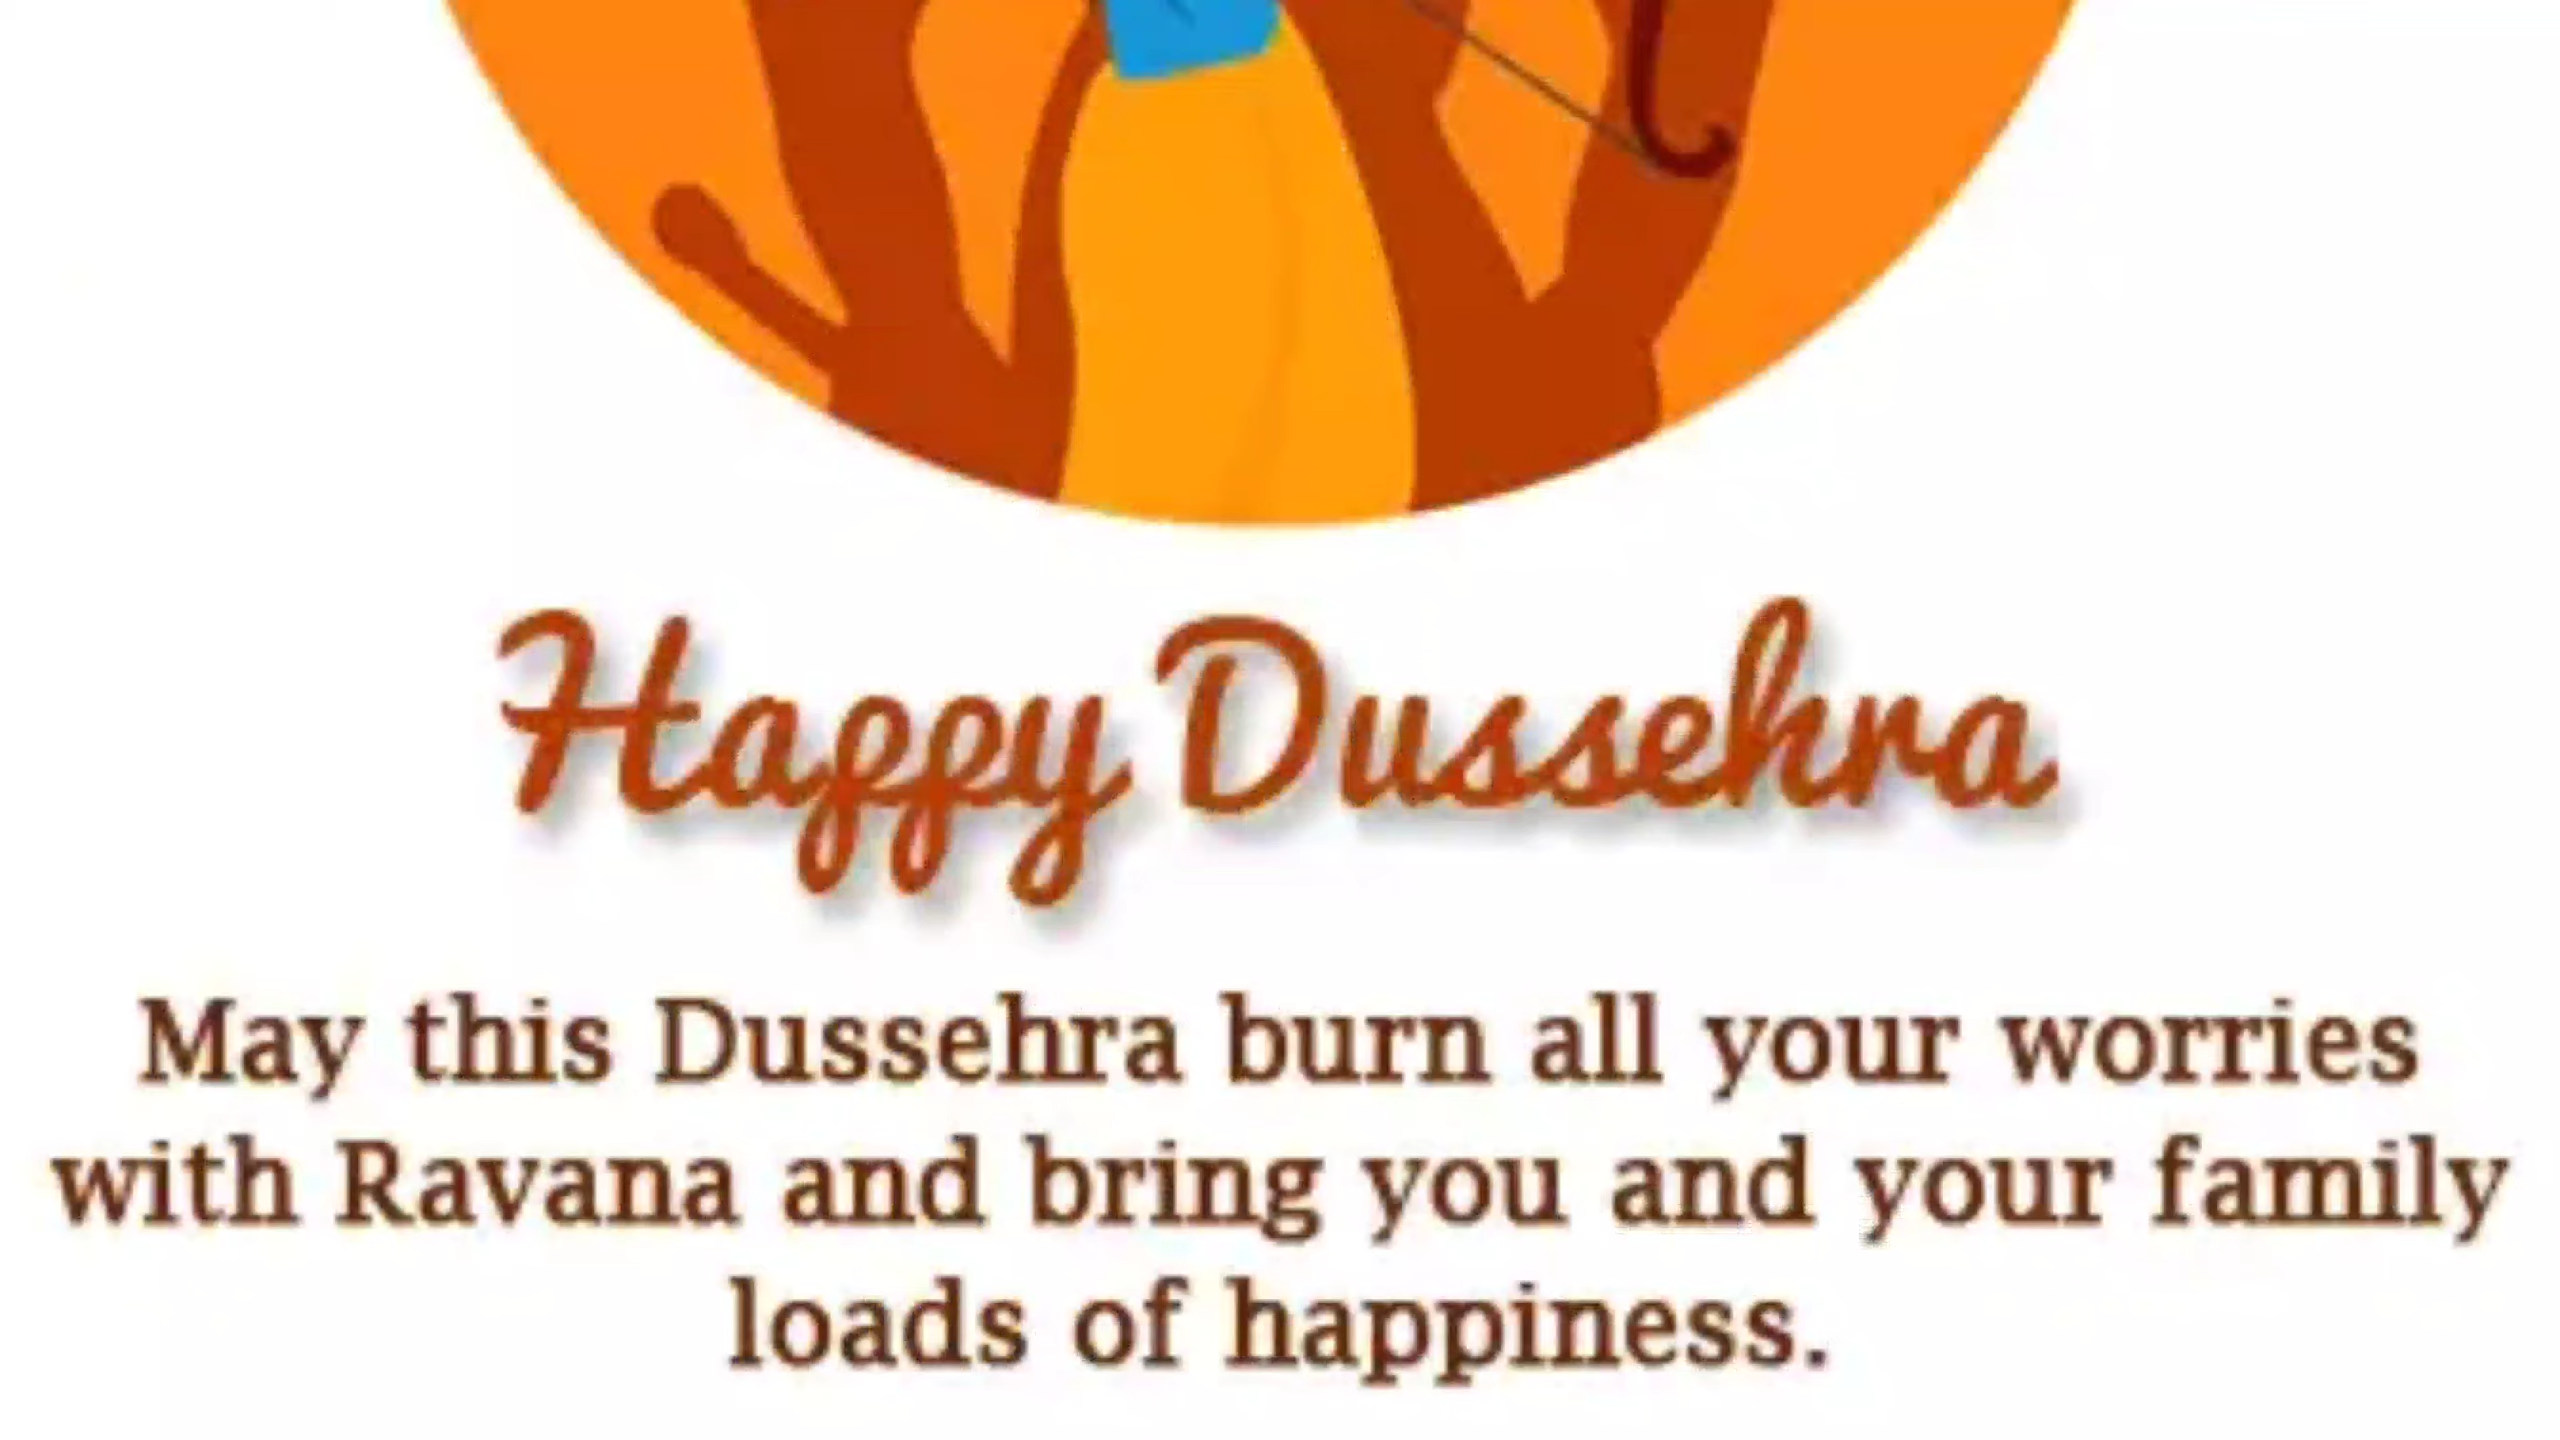 Happy Dussehra
May this Dussehra burn all your worries
with Ravana and bring you and your family
loads of happiness.